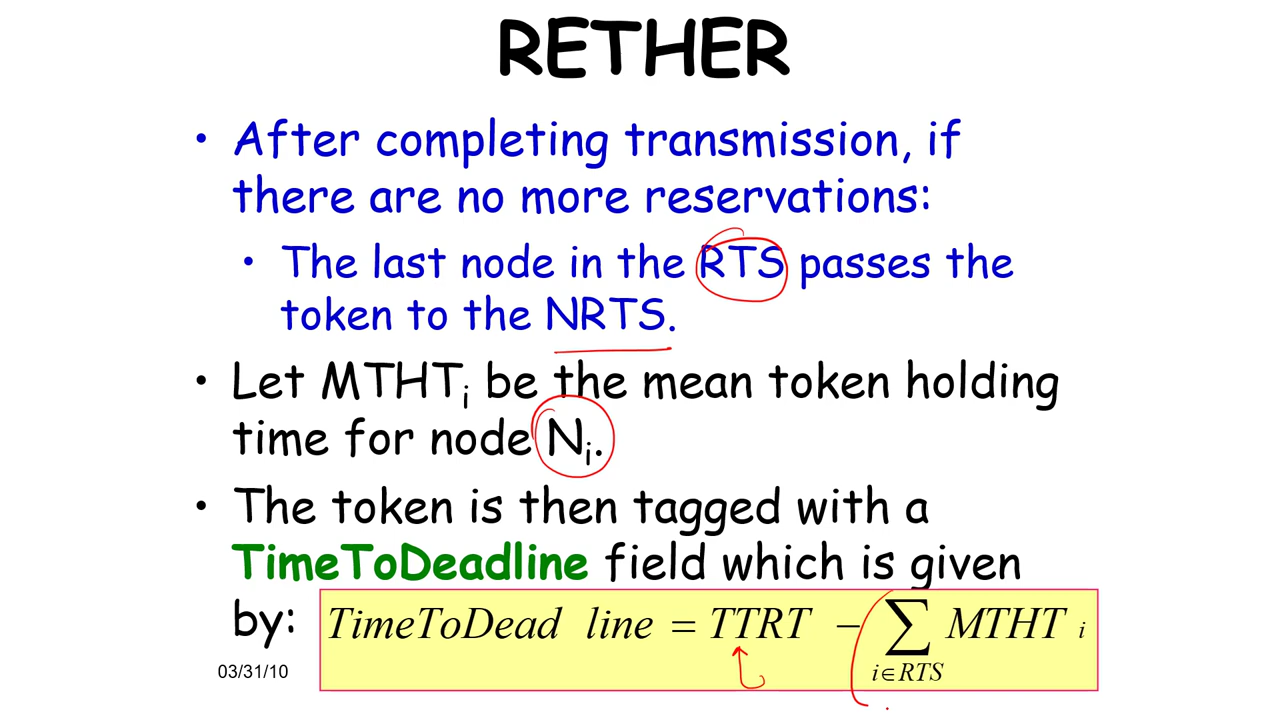 RETHER
• After completing transmission, if
there are no more reservations:
• The last node in the RTS passes the
token to the NRTS.
• Let MTHTi be the mean token holding
time for node Ni.
• The token is then tagged with a
TimeToDeadline field which is given
by: TimeToDead line = TTRT − ∑ MTHT i
i∈RTS
03/31/10